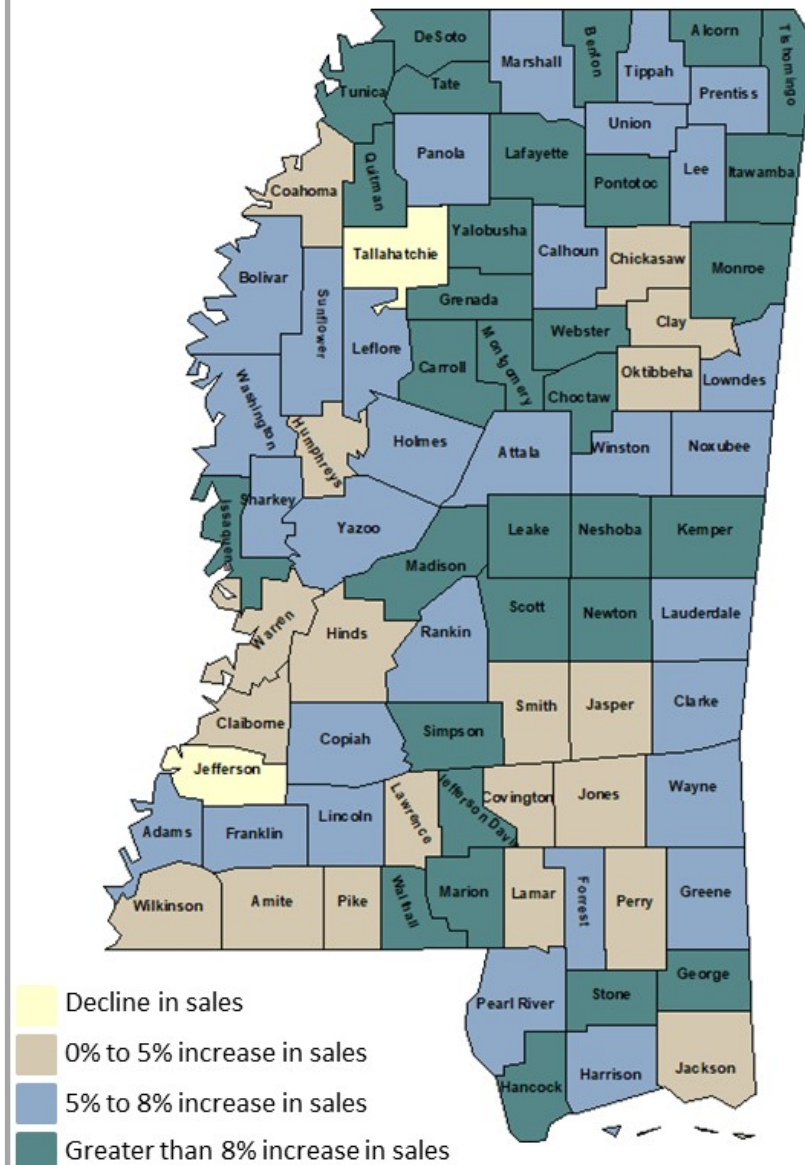 DeSoto
Marshall
Benton
Tippah
Alcorn
Tishomingo
Tunica
Tate
Prentiss
Union
Panola
Lafayette
Quitman
Coahoma
Pontotoc
Lee
Itawamba
Tallahatchie
Yalobusha
Calhoun
Chickasaw
Monroe
Bolivar
Sunflower
Grenada
Leflore
Webster
Clay
Carroll
Montgomery
Choctaw
Oktibbeha
Lowndes
Washington
Humphreys
Holmes
Attala
Winston
Noxubee
Issaquena
Sharkey
Yazoo
Leake
Neshoba
Kemper
Madison
Scott
Newton
Lauderdale
Warren
Hinds
Rankin
Smith
Jasper
Clarke
Claiborne
Copiah
Simpson
Jefferson
Lawrence
Jefferson Davis
Covington
Jones
Wayne
Adams
Franklin
Lincoln
Wilkinson
Amite
Pike
Walthall
Marion
Lamar
Forrest
Perry
Greene
Pearl River
Stone
George
Hancock
Harrison
Jackson
Decline in sales
0% to 5% increase in sales
5% to 8% increase in sales
Greater than 8% increase in sales